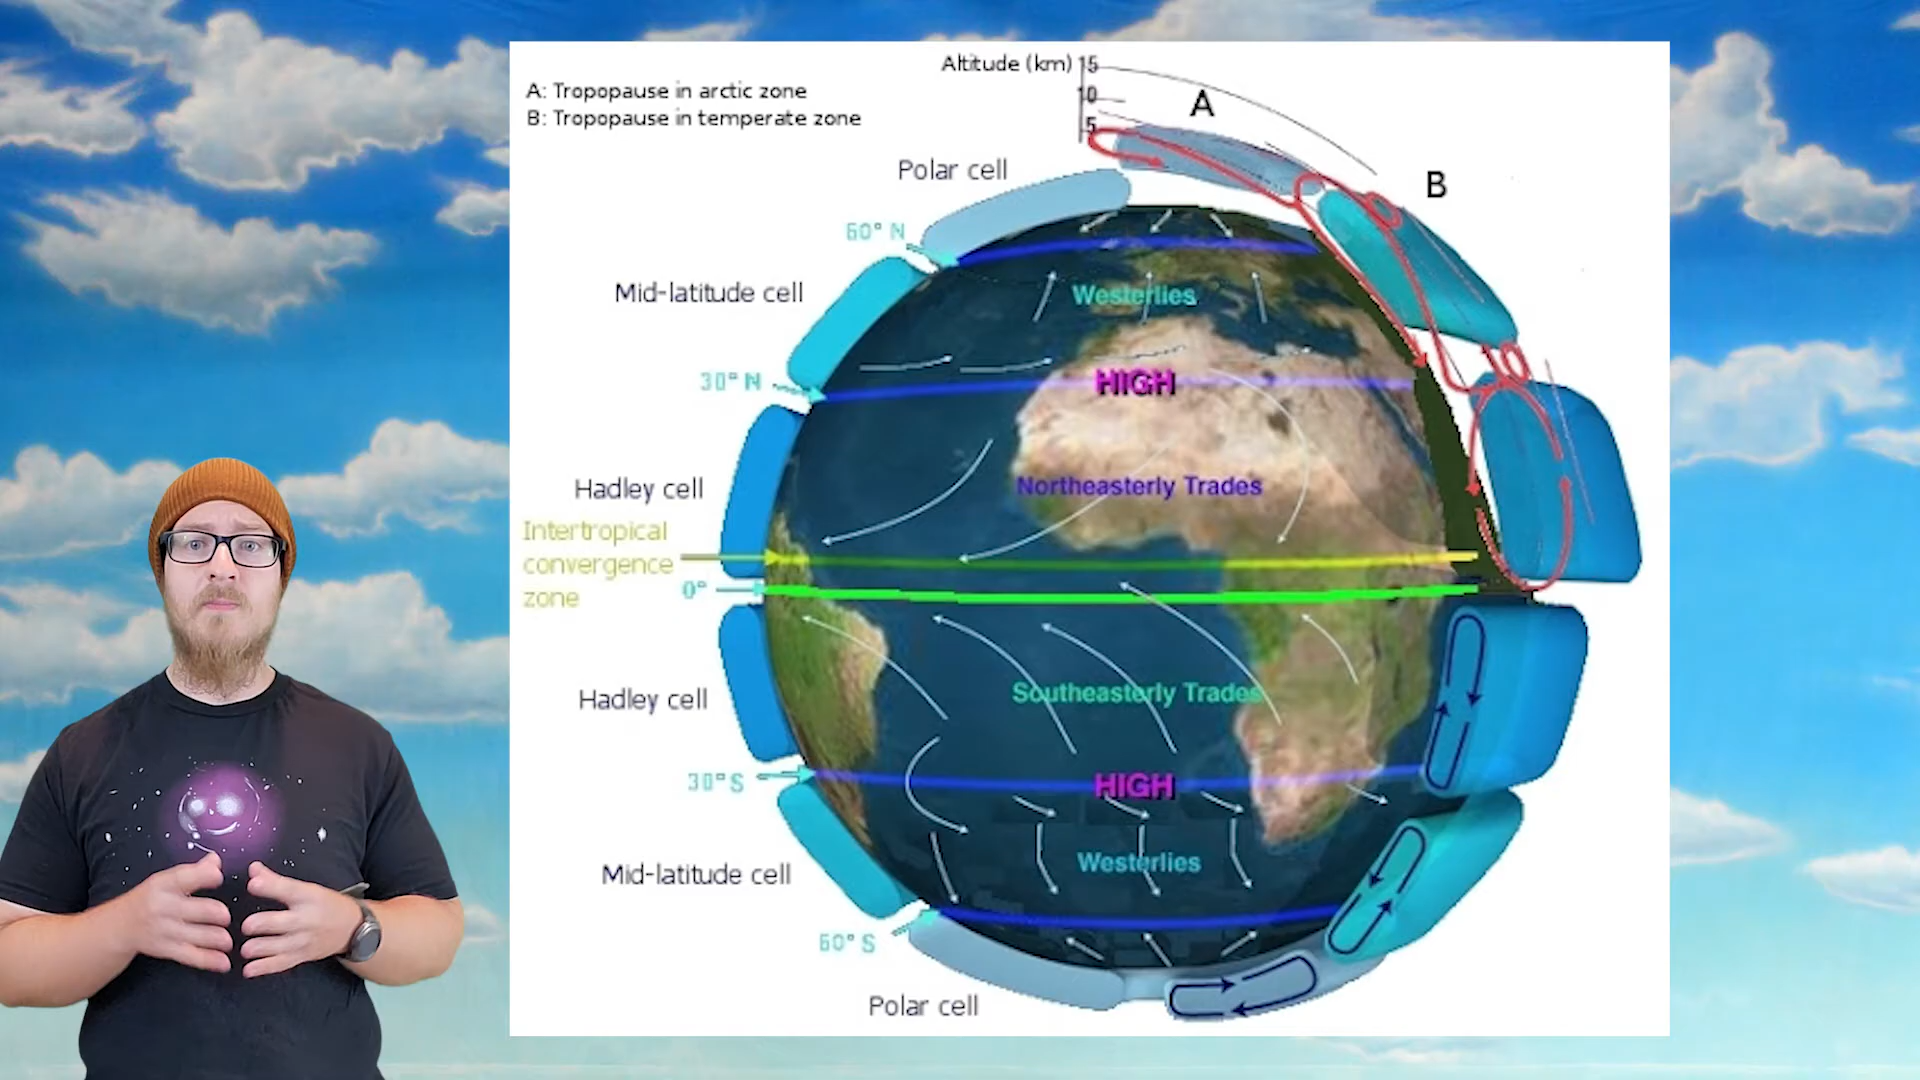 Altitude (km) 15
10
5
A: Tropopause in arctic zone
B: Tropopause in temperate zone
A
B
Polar cell
60° N
Mid-latitude cell
Westerlies
30° N
HIGH
Hadley cell
Northeasterly Trades
Intertropical
convergence
zone
0°
Hadley cell
Southeasterly Trades
30° S
HIGH
Mid-latitude cell
Westerlies
60° S
Polar cell